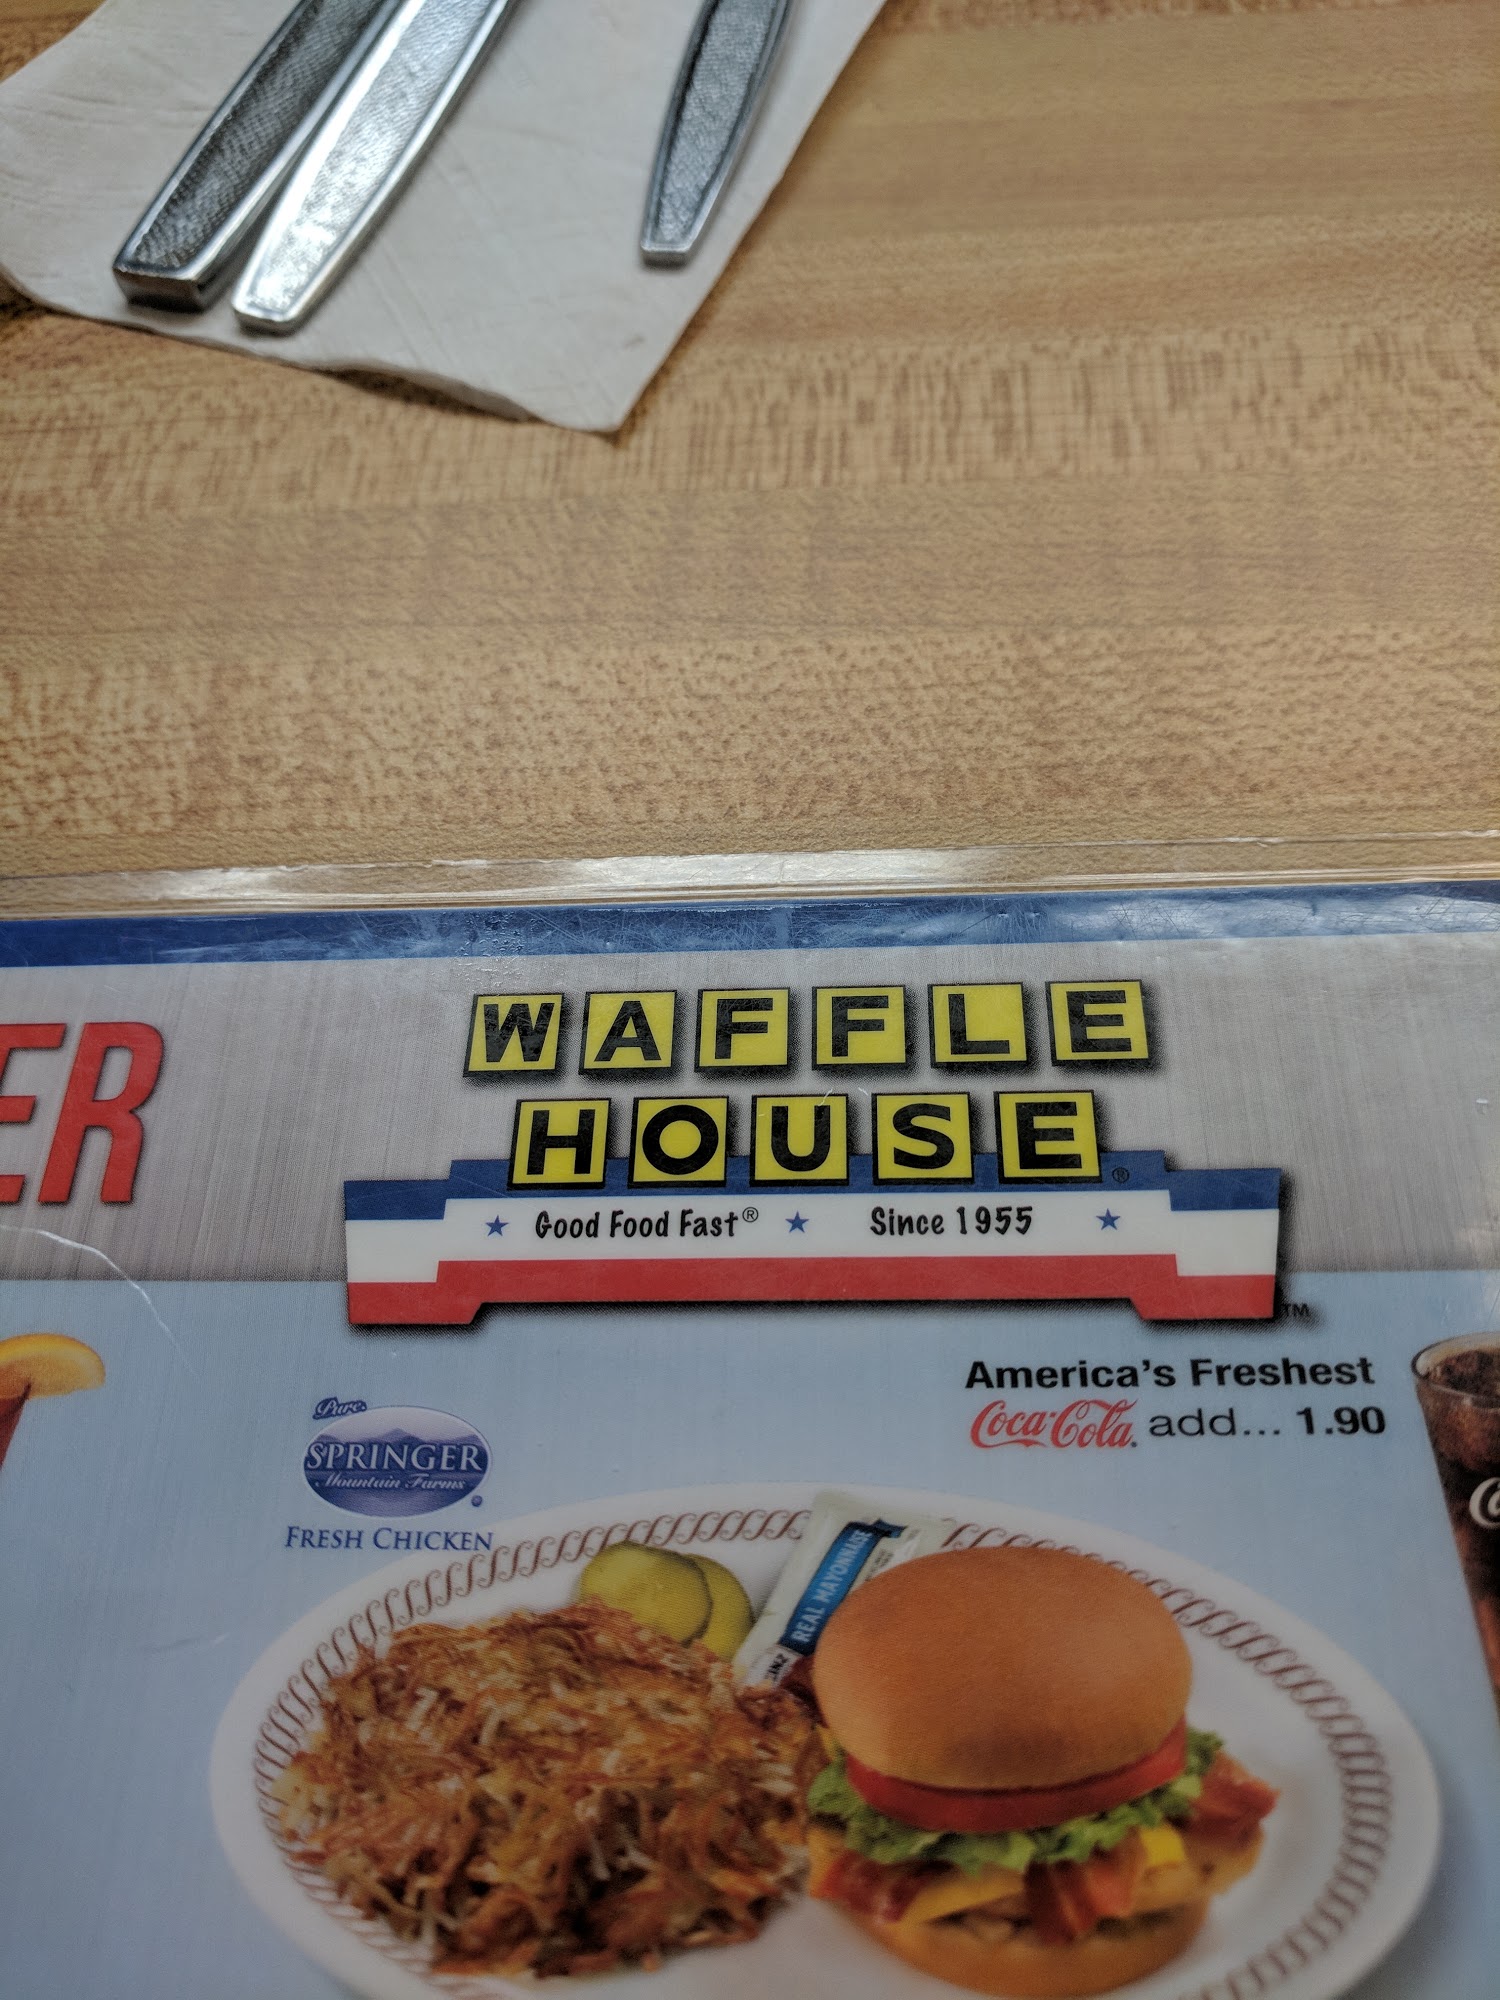 ER
WAFFLE
HOUSE®
Good Food Fast® Since 1955
TM
America's Freshest
Coca-Cola. add... 1.90
Pure
SPRINGER
Mountain Farms
FRESH CHICKEN
REAL MAYONNAISE